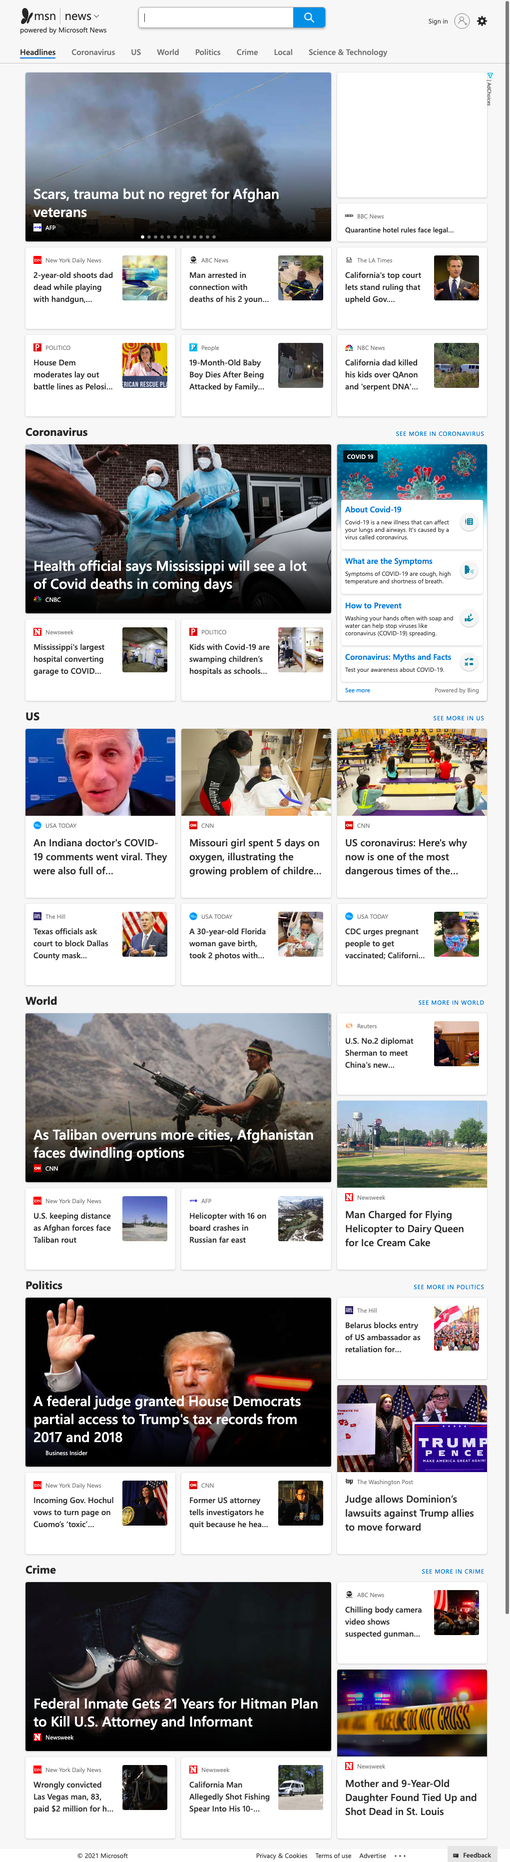 msn news
powered by Microsoft News
Sign in
Headlines Coronavirus US World Politics Crime Local Science & Technology
Scars, trauma but no regret for Afghan
veterans
AFP
AdChoices
BBC News
Quarantine hotel rules face legal...
New York Daily News
2-year-old shoots dad
dead while playing
with handgun,...
ABC News
Man arrested in
connection with
deaths of his 2 youn...
The LA Times
California's top court
lets stand ruling that
upheld Gov....
POLITICO
House Dem
moderates lay out
battle lines as Pelosi...
People
19-Month-Old Baby
Boy Dies After Being
Attacked by Family...
NBC News
California dad killed
his kids over QAnon
and 'serpent DNA'...
Coronavirus
SEE MORE IN CORONAVIRUS
Health official says Mississippi will see a lot
of Covid deaths in coming days
CNBC
COVID 19
About Covid-19
Covid-19 is a new illness that can affect
your lungs and airways. It's caused by a
virus called coronavirus.
What are the Symptoms
Symptoms of COVID-19 are cough, high
temperature and shortness of breath.
How to Prevent
Washing your hands often with soap and
water can help stop viruses like
coronavirus (COVID-19) spreading.
Coronavirus: Myths and Facts
Test your awareness about COVID-19.
See more
Powered by Bing
Newsweek
Mississippi's largest
hospital converting
garage to COVID...
POLITICO
Kids with Covid-19 are
swamping children's
hospitals as schools...
US
SEE MORE IN US
USA TODAY
An Indiana doctor's COVID-
19 comments went viral. They
were also full of...
CNN
Missouri girl spent 5 days on
oxygen, illustrating the
growing problem of childre...
CNN
US coronavirus: Here's why
now is one of the most
dangerous times of the...
The Hill
Texas officials ask
court to block Dallas
County mask...
USA TODAY
A 30-year-old Florida
woman gave birth,
took 2 photos with...
USA TODAY
CDC urges pregnant
people to get
vaccinated; Californi...
World
SEE MORE IN WORLD
As Taliban overruns more cities, Afghanistan
faces dwindling options
CNN
Reuters
U.S. No.2 diplomat
Sherman to meet
China's new...
New York Daily News
U.S. keeping distance
as Afghan forces face
Taliban rout
AFP
Helicopter with 16 on
board crashes in
Russian far east
Newsweek
Man Charged for Flying
Helicopter to Dairy Queen
for Ice Cream Cake
Politics
SEE MORE IN POLITICS
A federal judge granted House Democrats
partial access to Trump's tax records from
2017 and 2018
Business Insider
The Hill
Belarus blocks entry
of US ambassador as
retaliation for...
TRUMP
PENCE
MAKE AMERICA GREAT AGAIN!
New York Daily News
Incoming Gov. Hochul
vows to turn page on
Cuomo's 'toxic'...
CNN
Former US attorney
tells investigators he
quit because he hea...
The Washington Post
Judge allows Dominion's
lawsuits against Trump allies
to move forward
Crime
SEE MORE IN CRIME
Federal Inmate Gets 21 Years for Hitman Plan
to Kill U.S. Attorney and Informant
Newsweek
ABC News
Chilling body camera
video shows
suspected gunman...
New York Daily News
Wrongly convicted
Las Vegas man, 83,
paid $2 million for h...
Newsweek
California Man
Allegedly Shot Fishing
Spear Into His 10-...
Newsweek
Mother and 9-Year-Old
Daughter Found Tied Up and
Shot Dead in St. Louis
© 2021 Microsoft
Privacy & Cookies Terms of use Advertise
Feedback